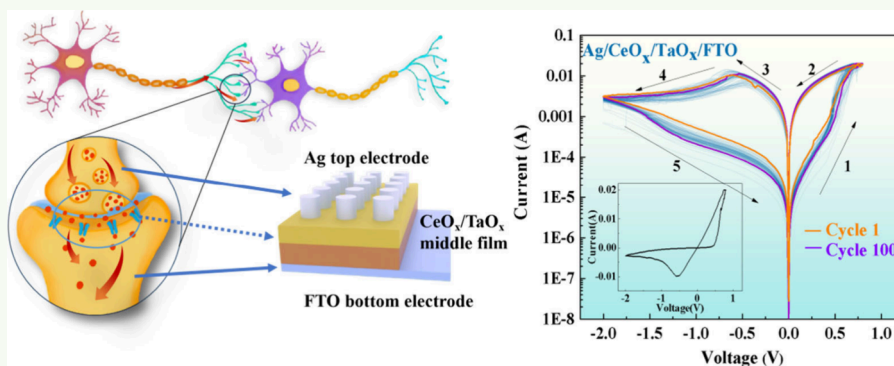 Ag top electrode
CeOx/TaOx
middle film
FTO bottom electrode
Ag/CeOx/TaOx/FTO
Current (A)
0.1
0.01
0.001
1E-4
1E-5
1E-6
1E-7
1E-8
4
3
2
1
5
Cycle 1
Cycle 100
Current(A)
0.02
0.01
0.00
-0.01
-2
-1
0
1
Voltage(V)
-2.0
-1.5
-1.0
-0.5
0.0
0.5
1.0
Voltage (V)